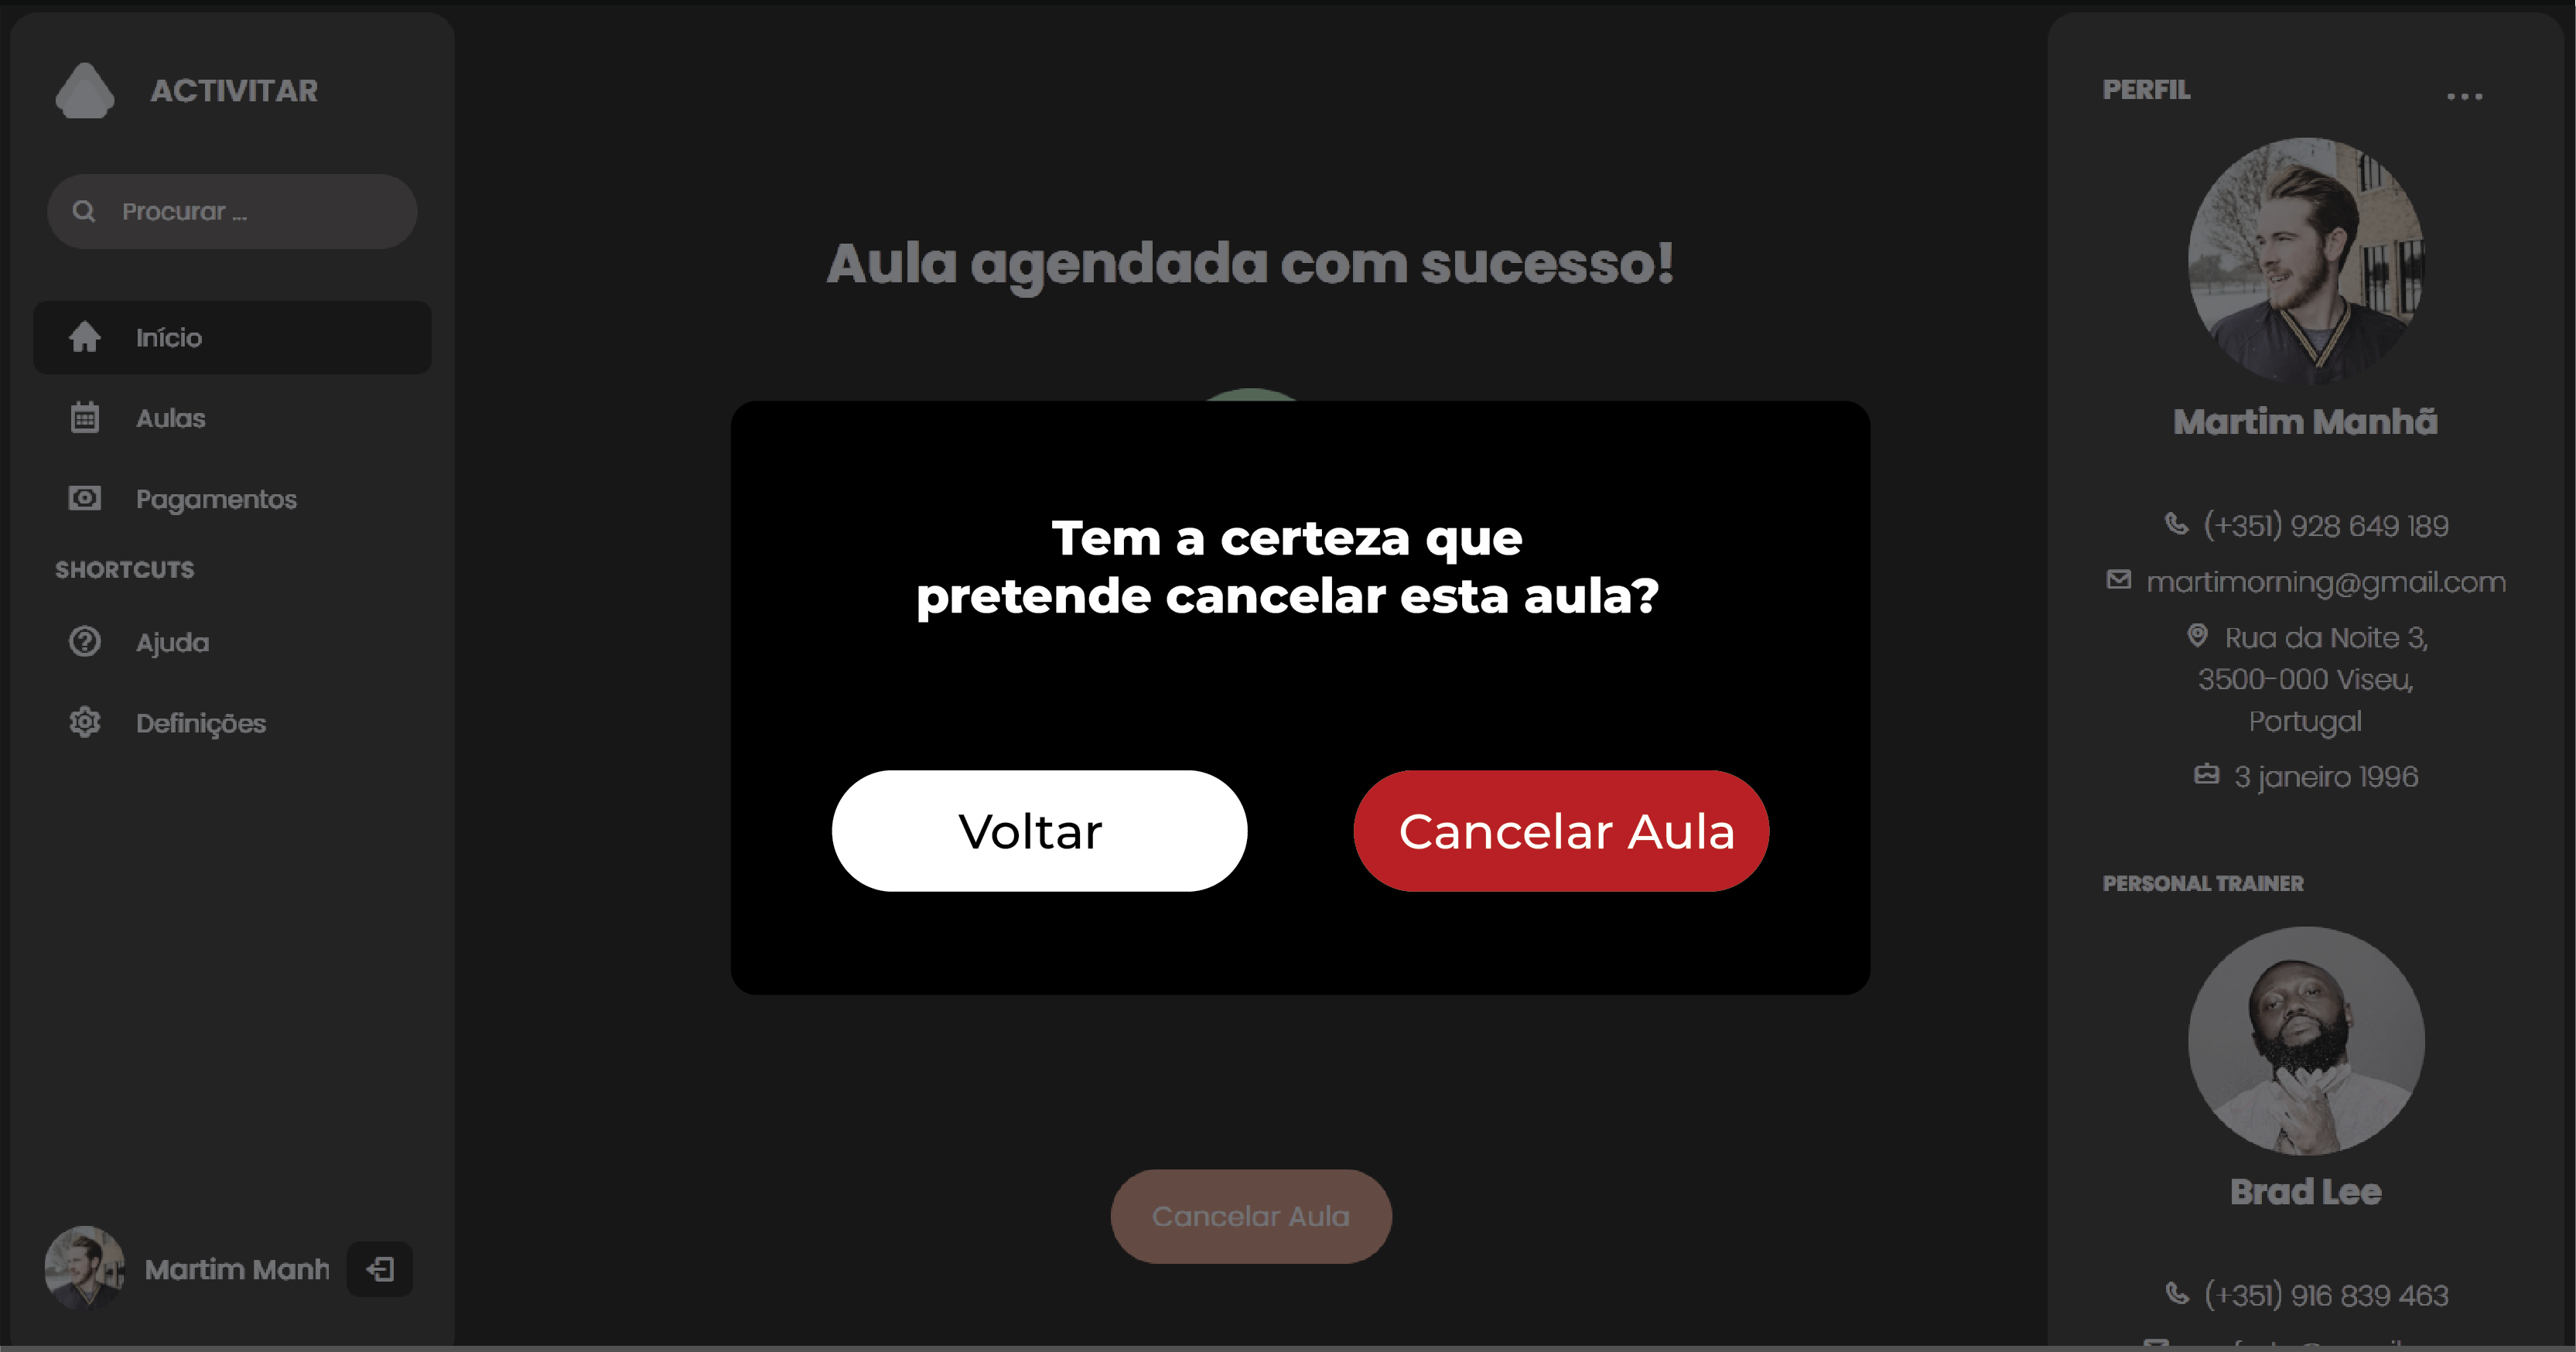 ACTIVITAR
Procurar ...
Início
Aulas
Pagamentos
SHORTCUTS
Ajuda
Definições
Martim Manh
Aula agendada com sucesso!
Tem a certeza que
pretende cancelar esta aula?
Voltar
Cancelar Aula
Cancelar Aula
PERFIL
...
Martim Manhã
(+351) 928 649 189
martimorning@gmail.com
Rua da Noite 3,
3500-000 Viseu,
Portugal
3 janeiro 1996
PERSONAL TRAINER
Brad Lee
(+351) 916 839 463